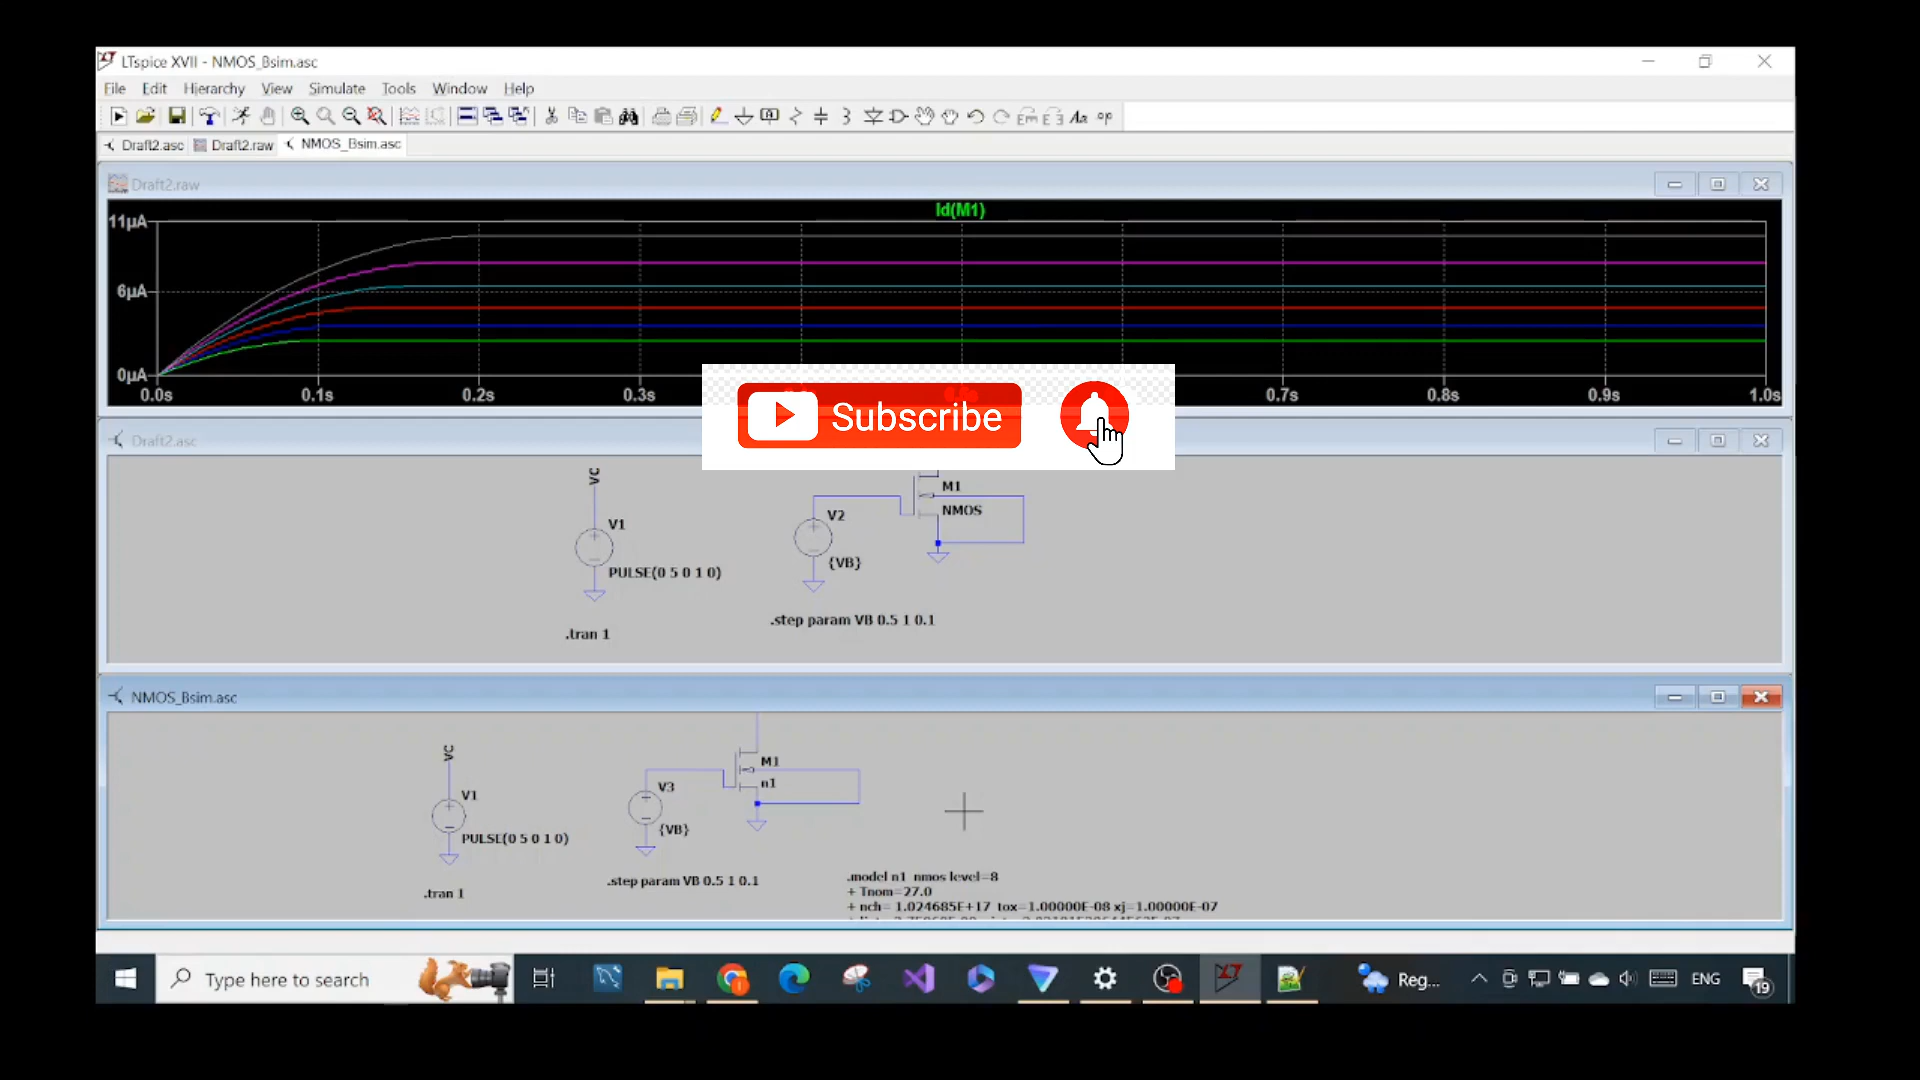 LTspice XVII - NMOS_Bsim.asc
File Edit Hierarchy View Simulate Tools Window Help
Draft2.asc Draft2.raw NMOS_Bsim.asc
Draft2.raw
Id(M1)
11µA
6µA
0µA
0.0s 0.1s 0.2s 0.3s 0.7s 0.8s 0.9s 1.0s
Subscribe
Draft2.asc
VC
M1
NMOS
V1
V2
PULSE(0 5 0 1 0)
{VB}
.step param VB 0.5 1 0.1
.tran 1
NMOS_Bsim.asc
VC
M1
n1
V1
V3
PULSE(0 5 0 1 0)
{VB}
.step param VB 0.5 1 0.1
.tran 1
.model n1 nmos level=8
+ Tnom=27.0
+ nch= 1.024685E+17 tox=1.00000E-08 xj=1.00000E-07
Type here to search
Reg...
ENG
19